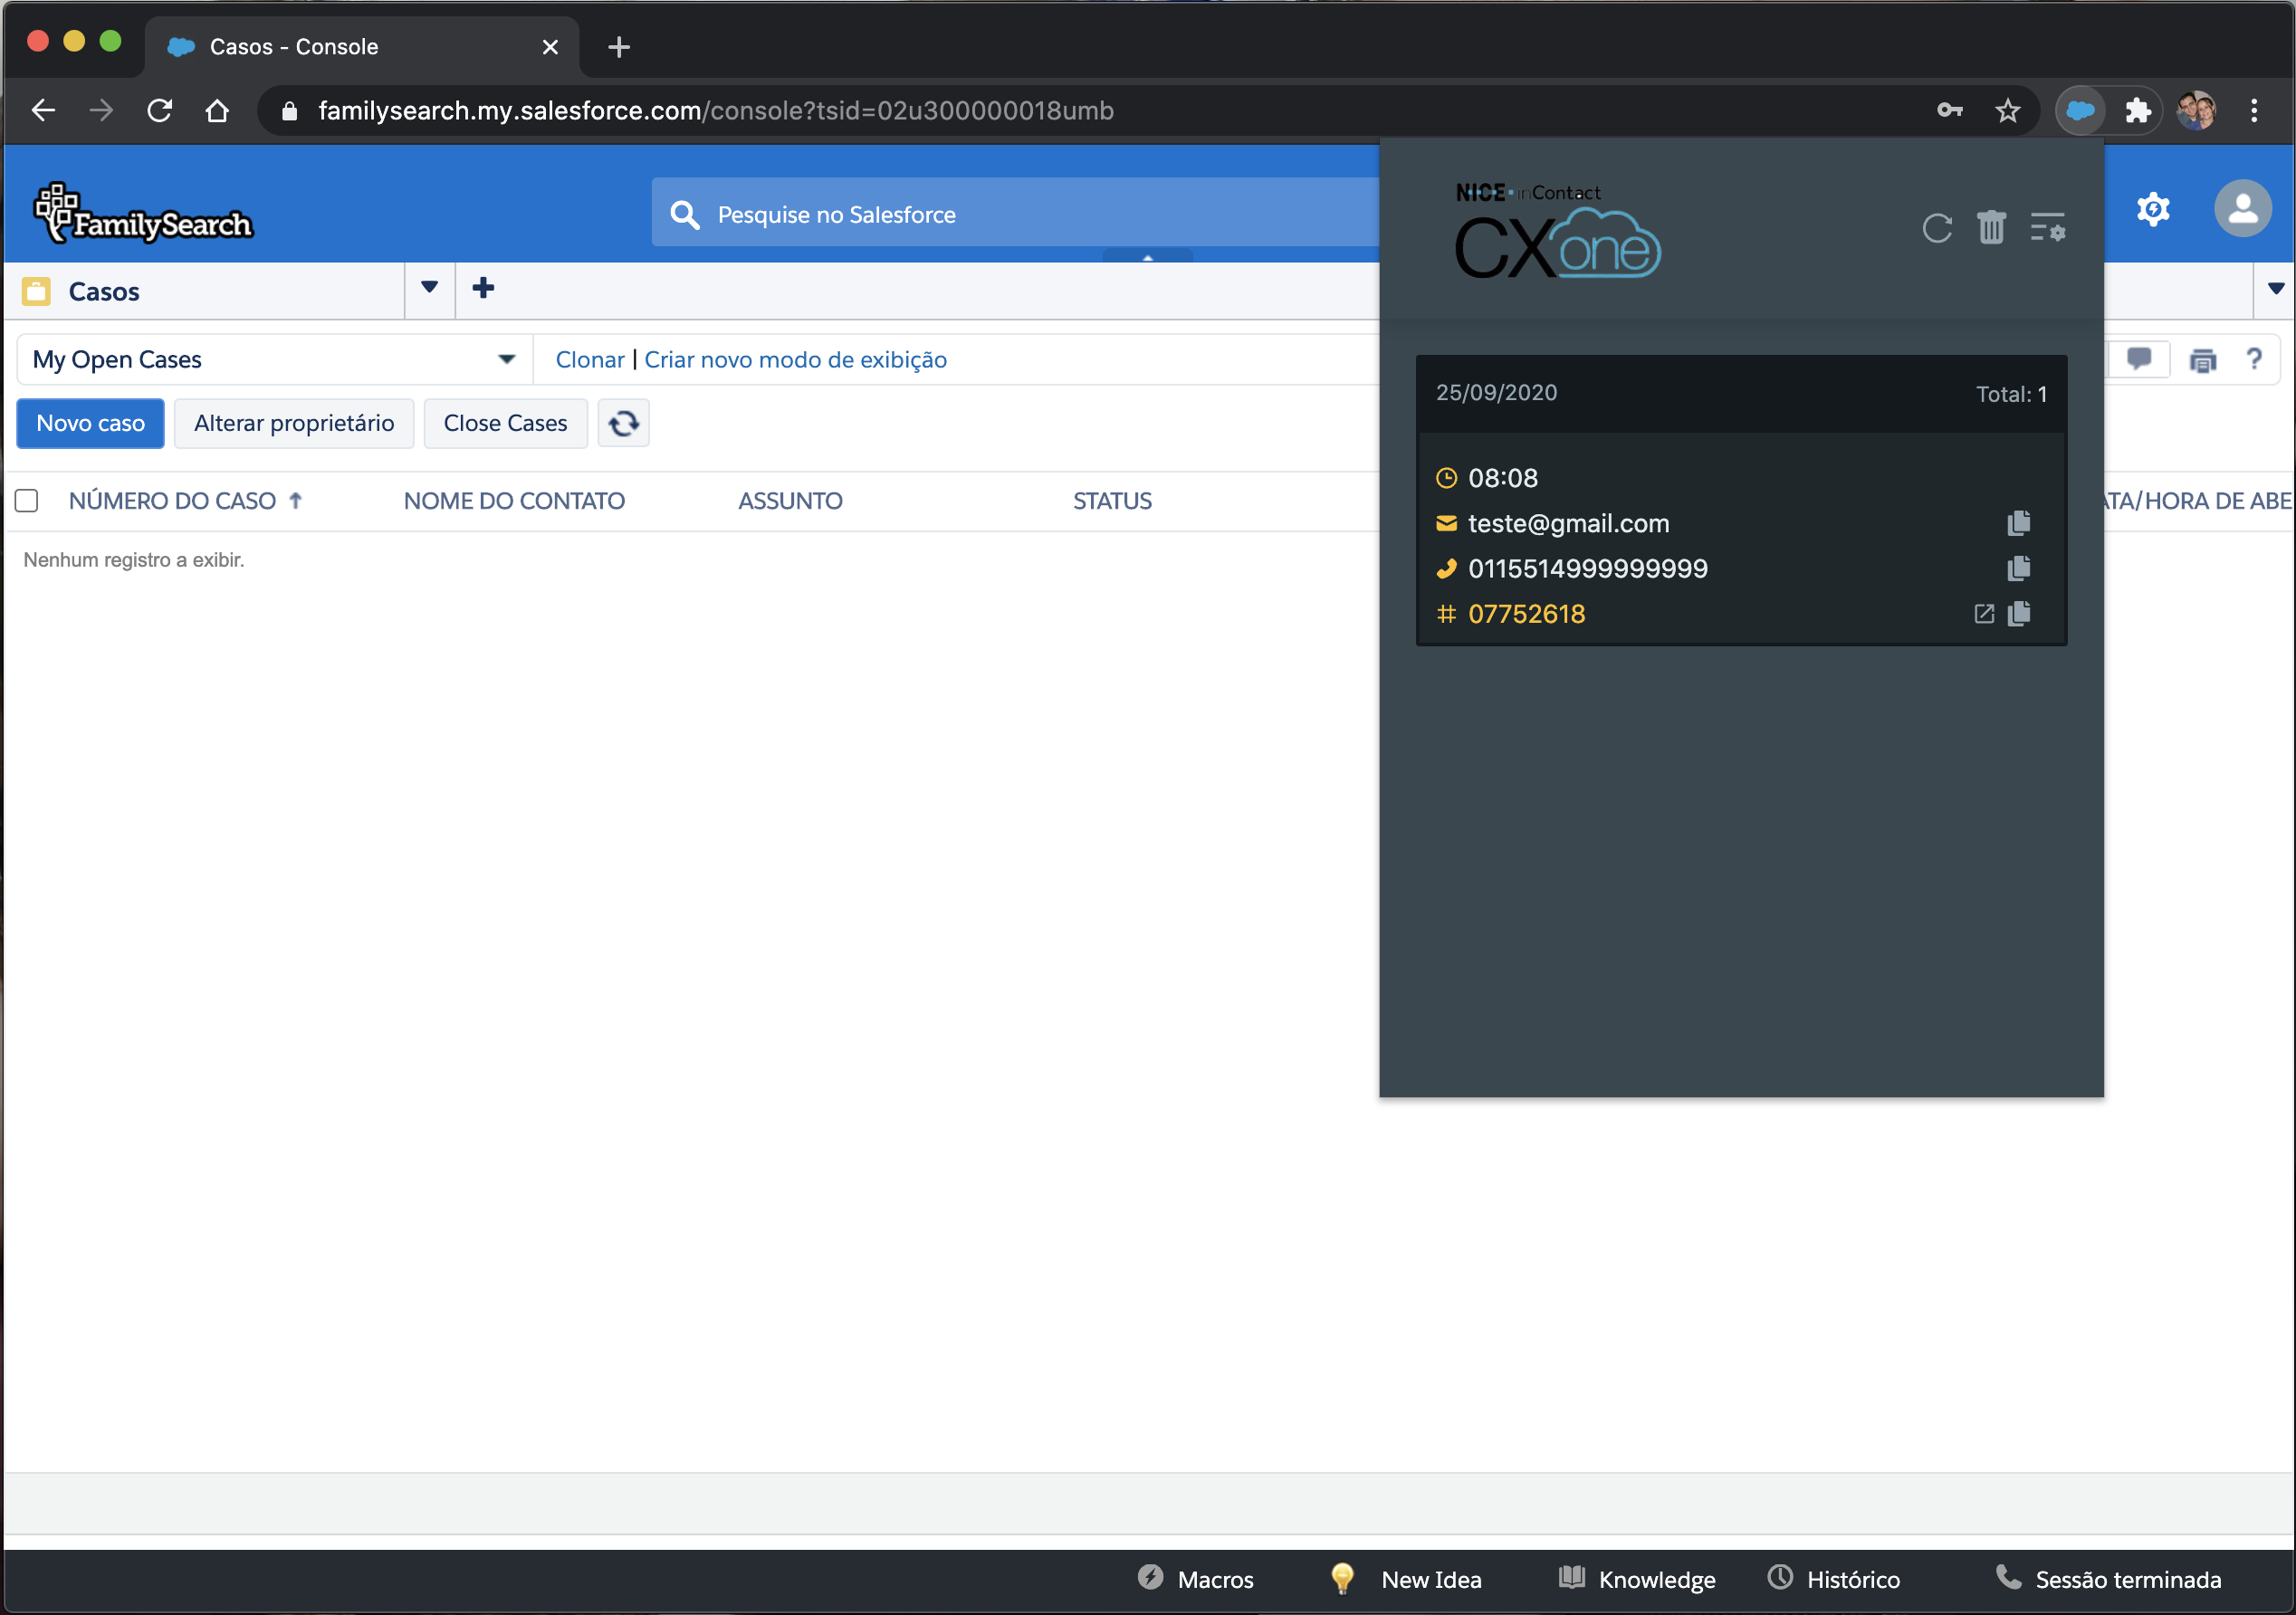 Casos - Console
familysearch.my.salesforce.com/console?tsid=02u300000018umb
FamilySearch
Pesquise no Salesforce
NICE inContact
CXone
Casos
My Open Cases
Clonar | Criar novo modo de exibição
?
25/09/2020
Total: 1
Novo caso
Alterar proprietário
Close Cases
08:08
NÚMERO DO CASO
NOME DO CONTATO
ASSUNTO
STATUS
ATA/HORA DE ABE
teste@gmail.com
Nenhum registro a exibir.
0115514999999999
# 07752618
Macros
New Idea
Knowledge
Histórico
Sessão terminada